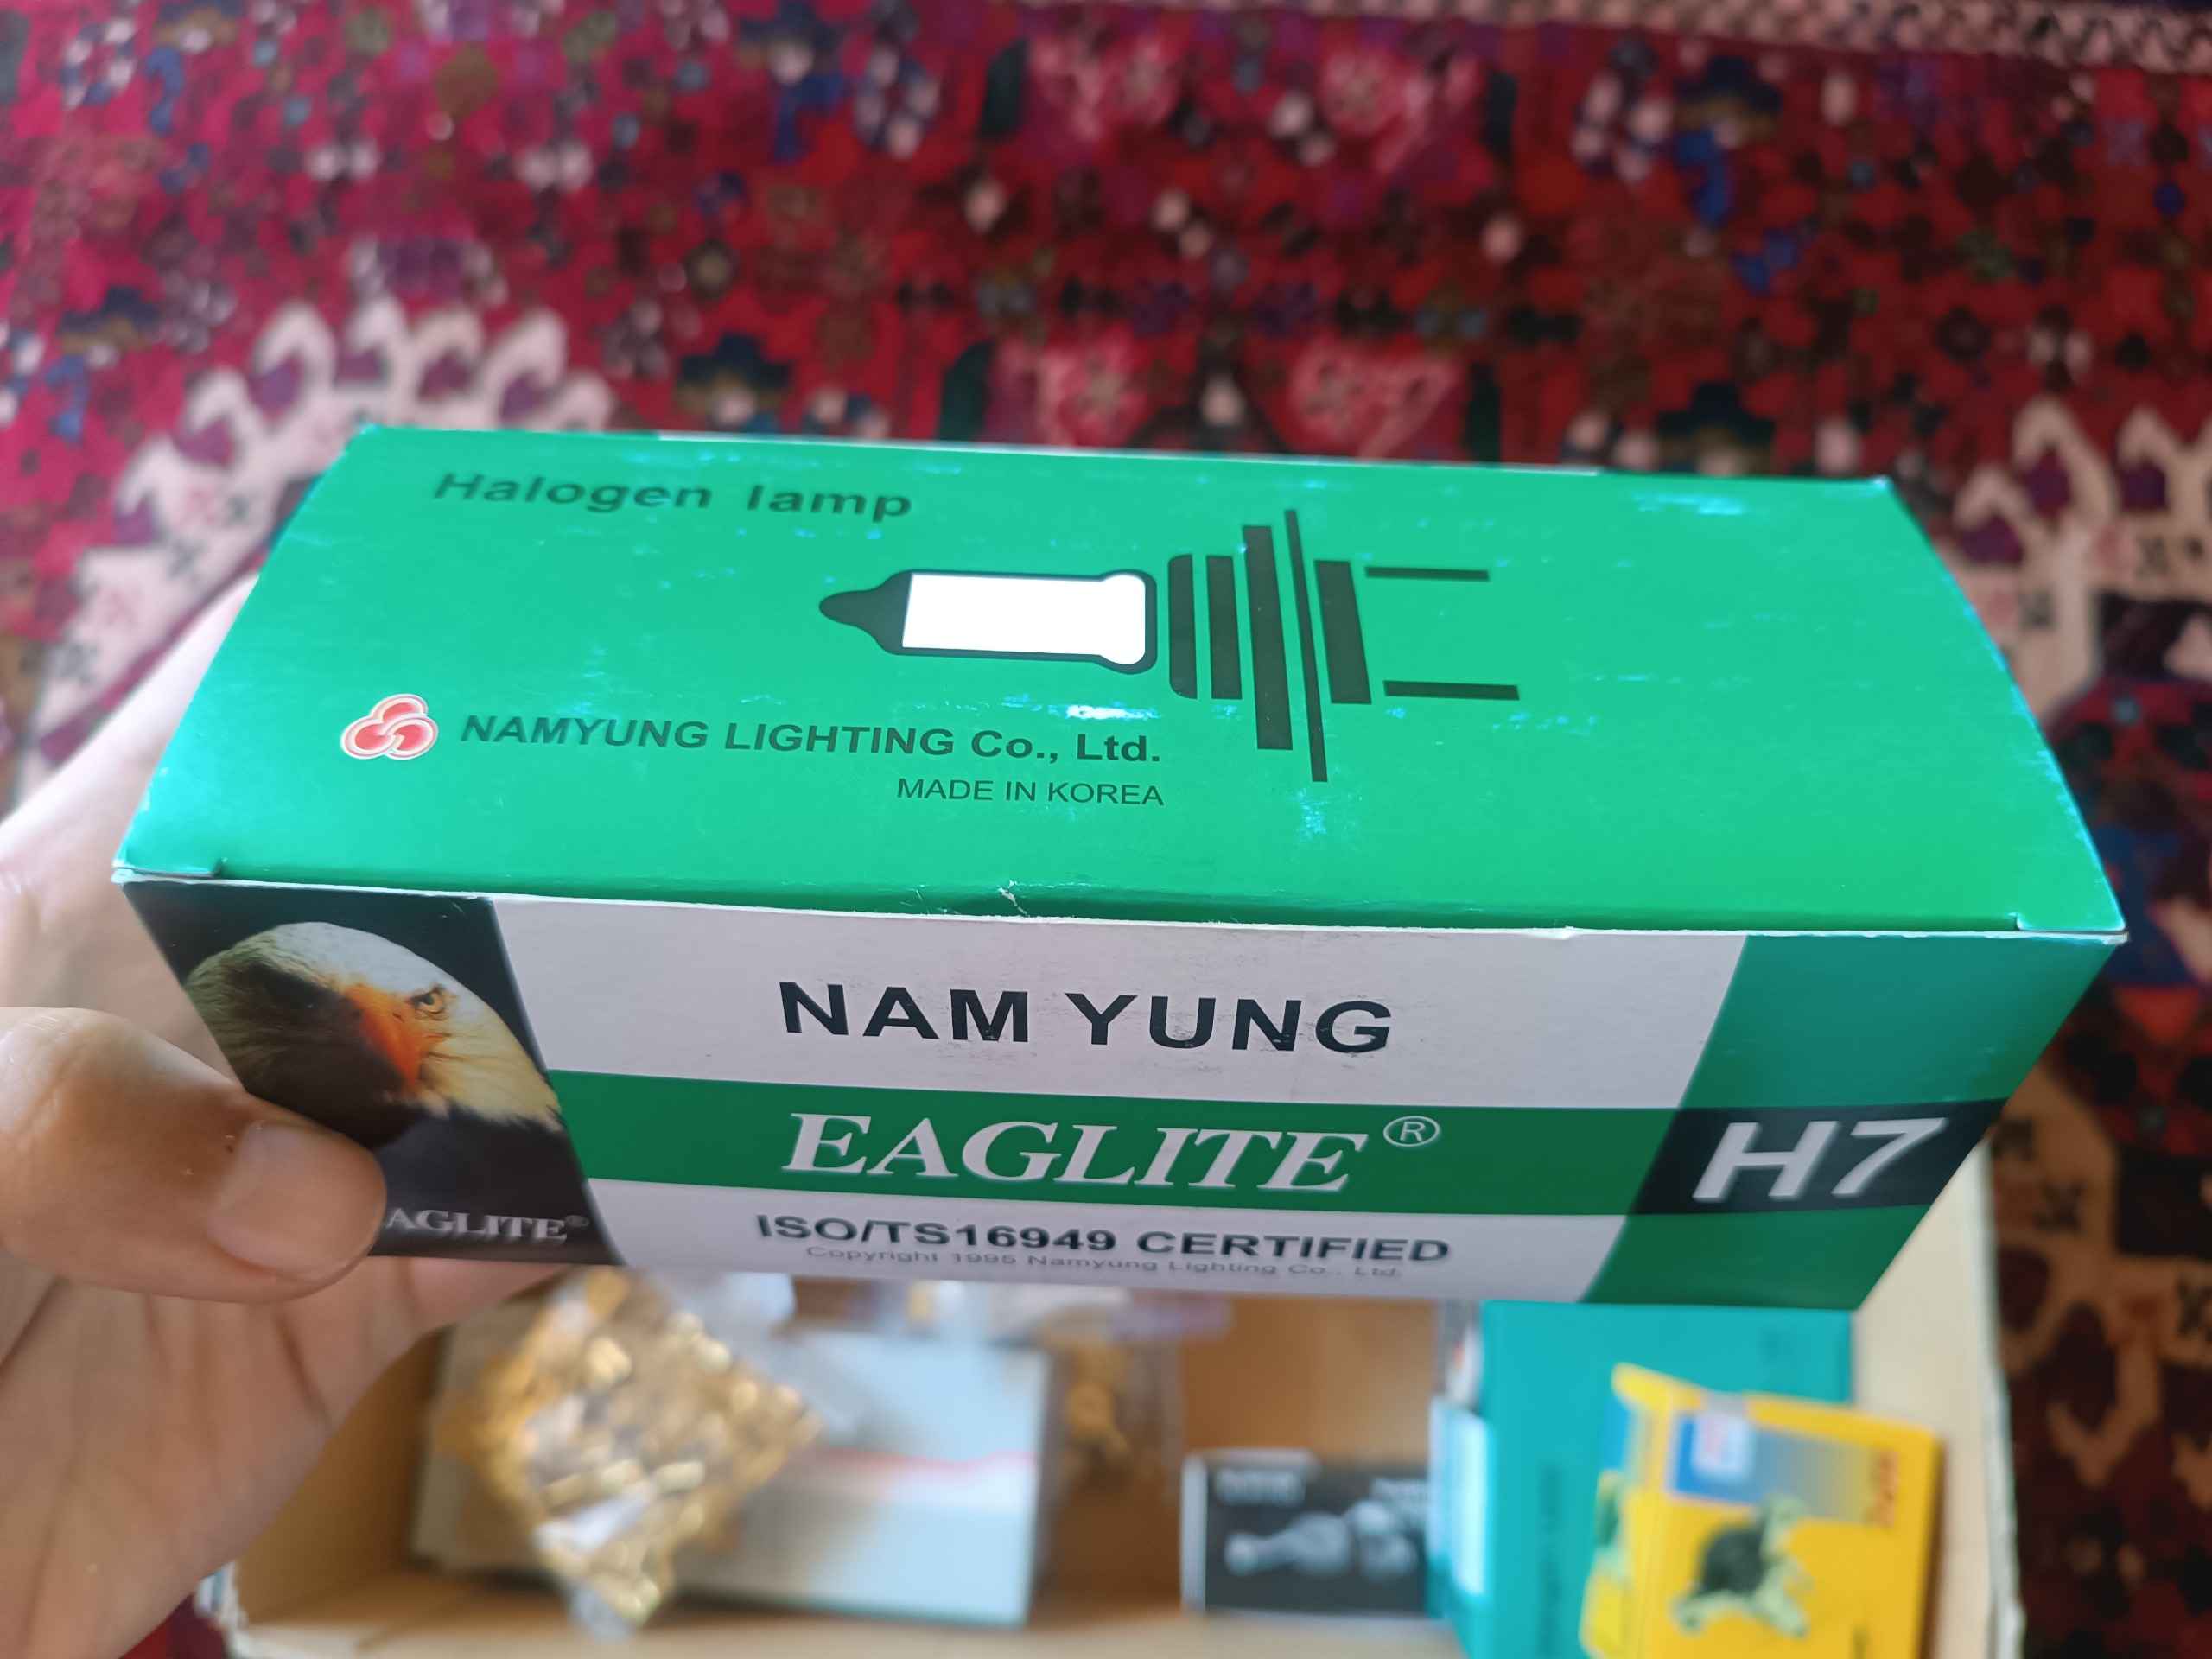 Halogen lamp
NAMYUNG LIGHTING Co., Ltd.
MADE IN KOREA
NAM YUNG
EAGLITE®
H7
AGLITE®
ISO/TS16949 CERTIFIED
Copyright 1995 Namyung Lighting Co., Ltd.